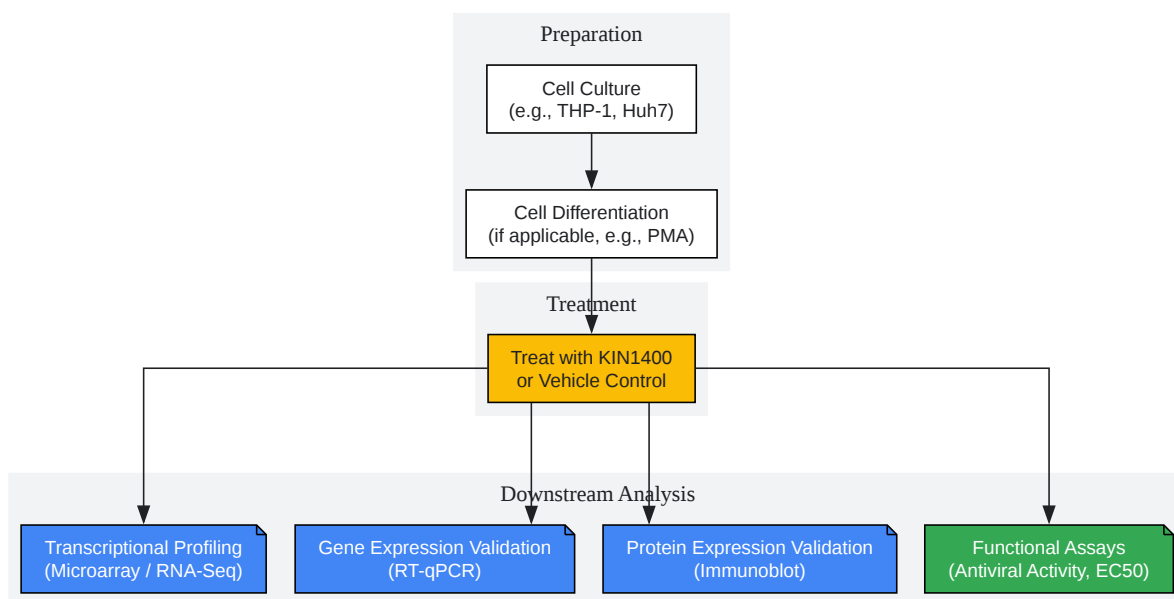 Preparation
Cell Culture
(e.g., THP-1, Huh7)
Cell Differentiation
(if applicable, e.g., PMA)
Treatment
Treat with KIN1400
or Vehicle Control
Downstream Analysis
Transcriptional Profiling
(Microarray / RNA-Seq)
Gene Expression Validation
(RT-qPCR)
Protein Expression Validation
(Immunoblot)
Functional Assays
(Antiviral Activity, EC50)